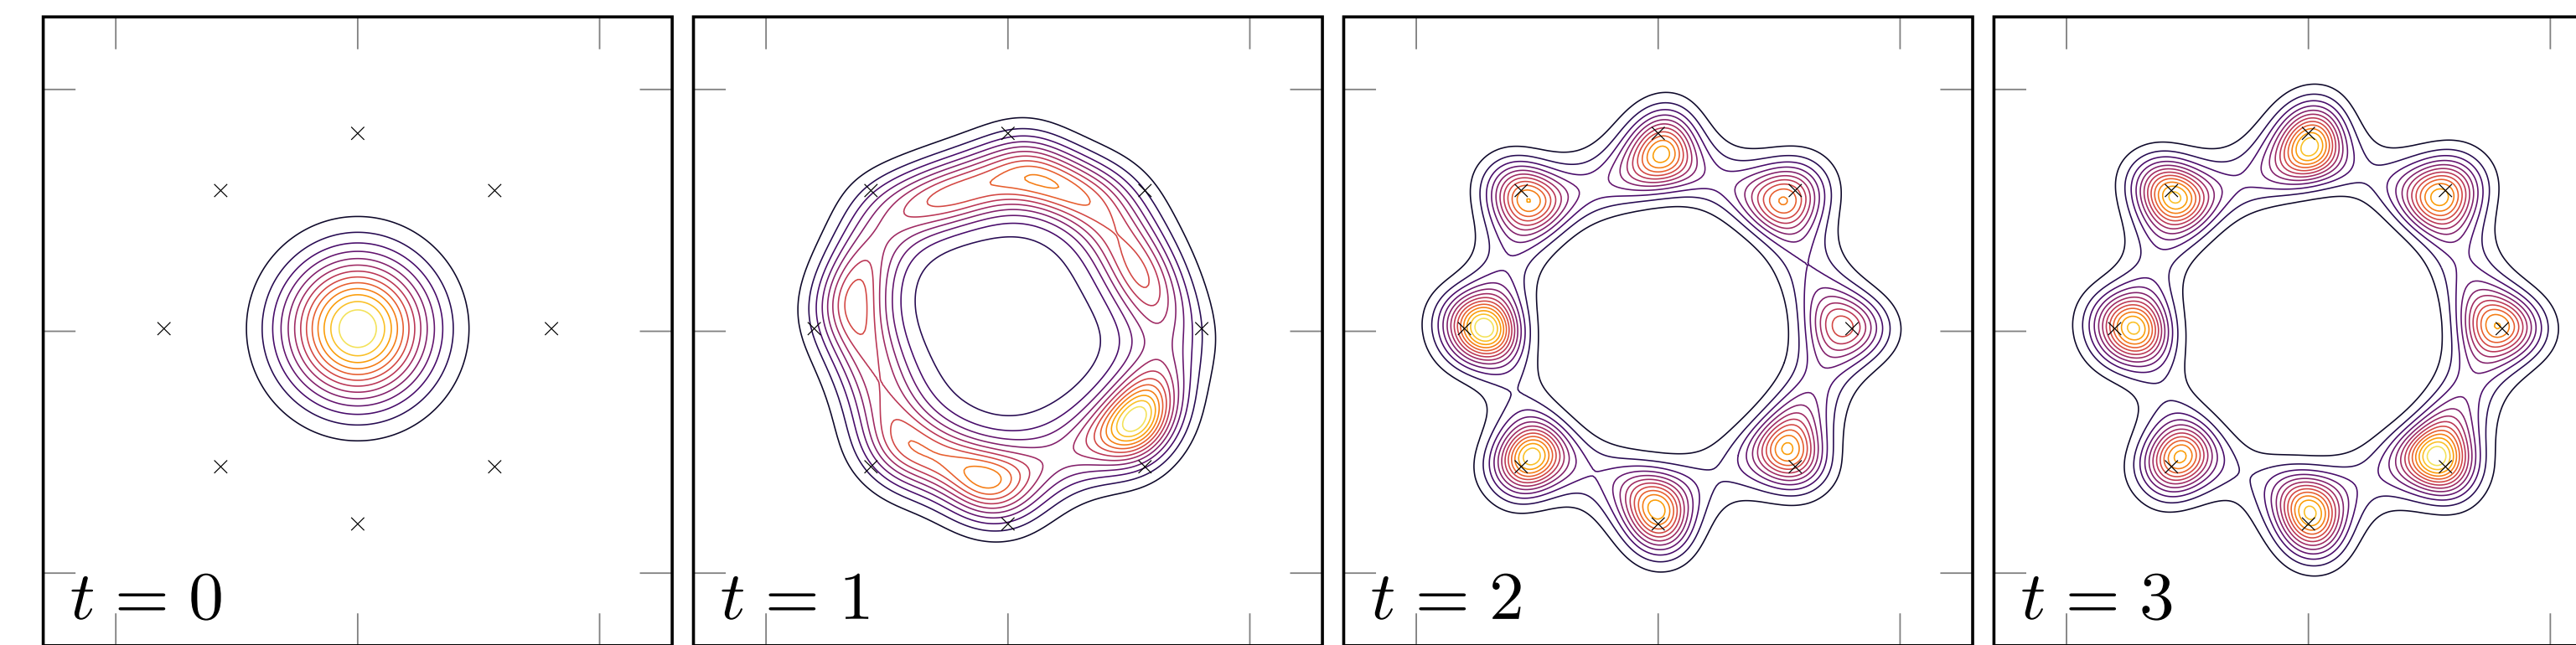 t = 0
t = 1
t = 2
t = 3